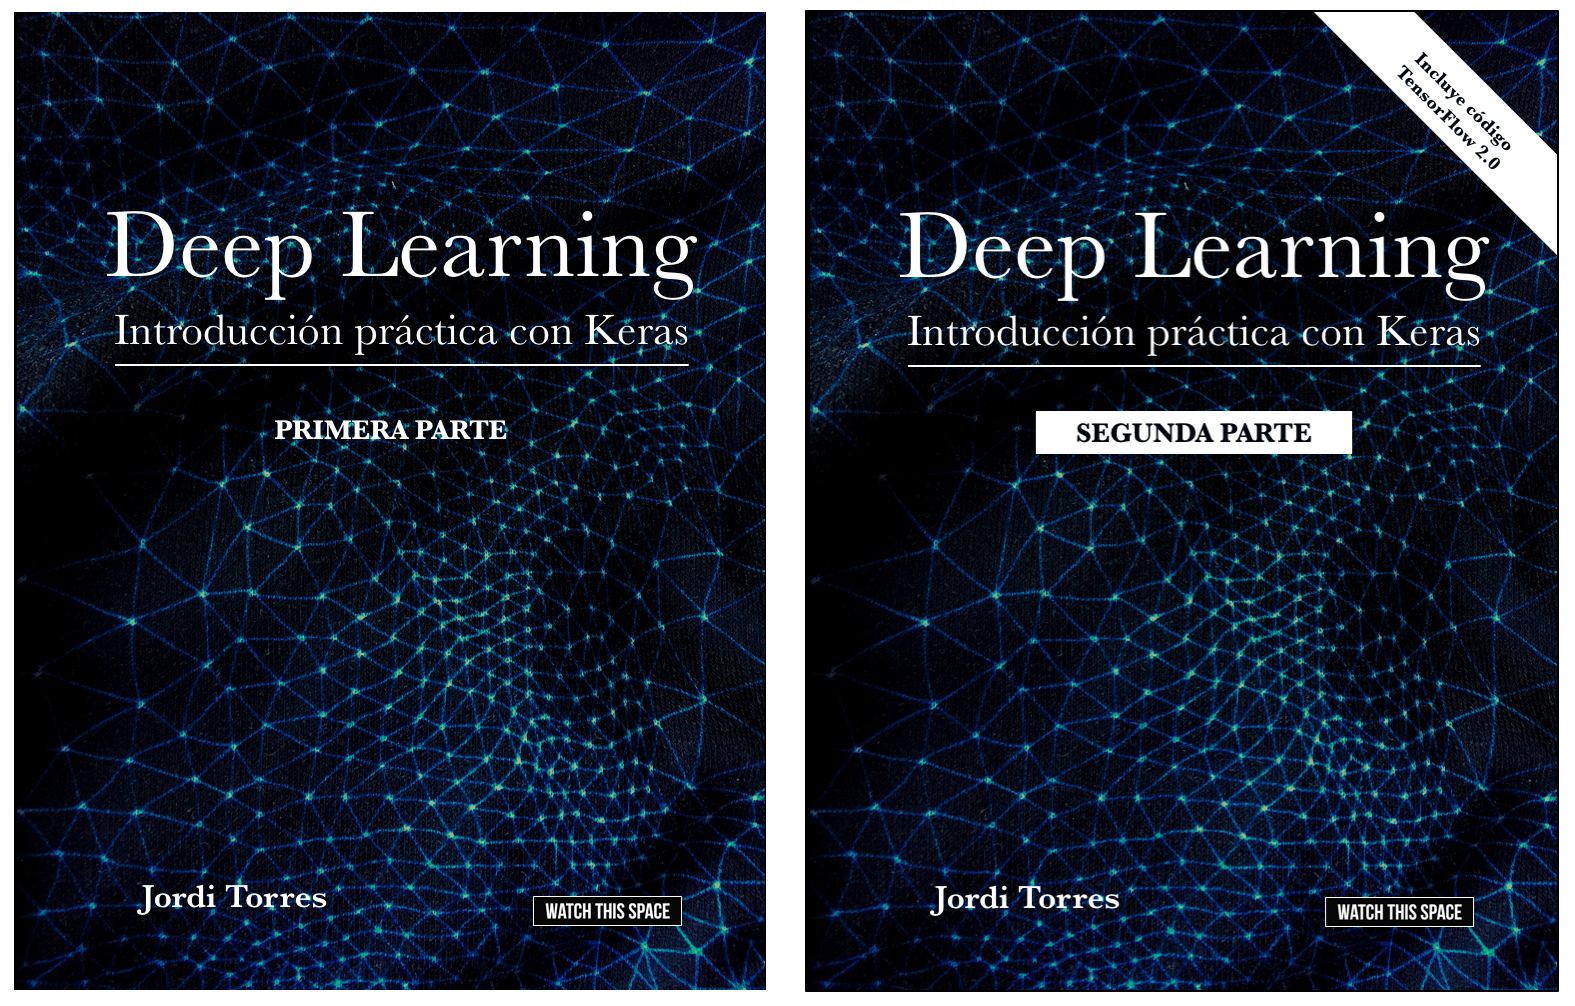 Deep Learning
Introducción práctica con Keras
PRIMERA PARTE
Jordi Torres
WATCH THIS SPACE
Incluye código
TensorFlow 2.0
Deep Learning
Introducción práctica con Keras
SEGUNDA PARTE
Jordi Torres
WATCH THIS SPACE